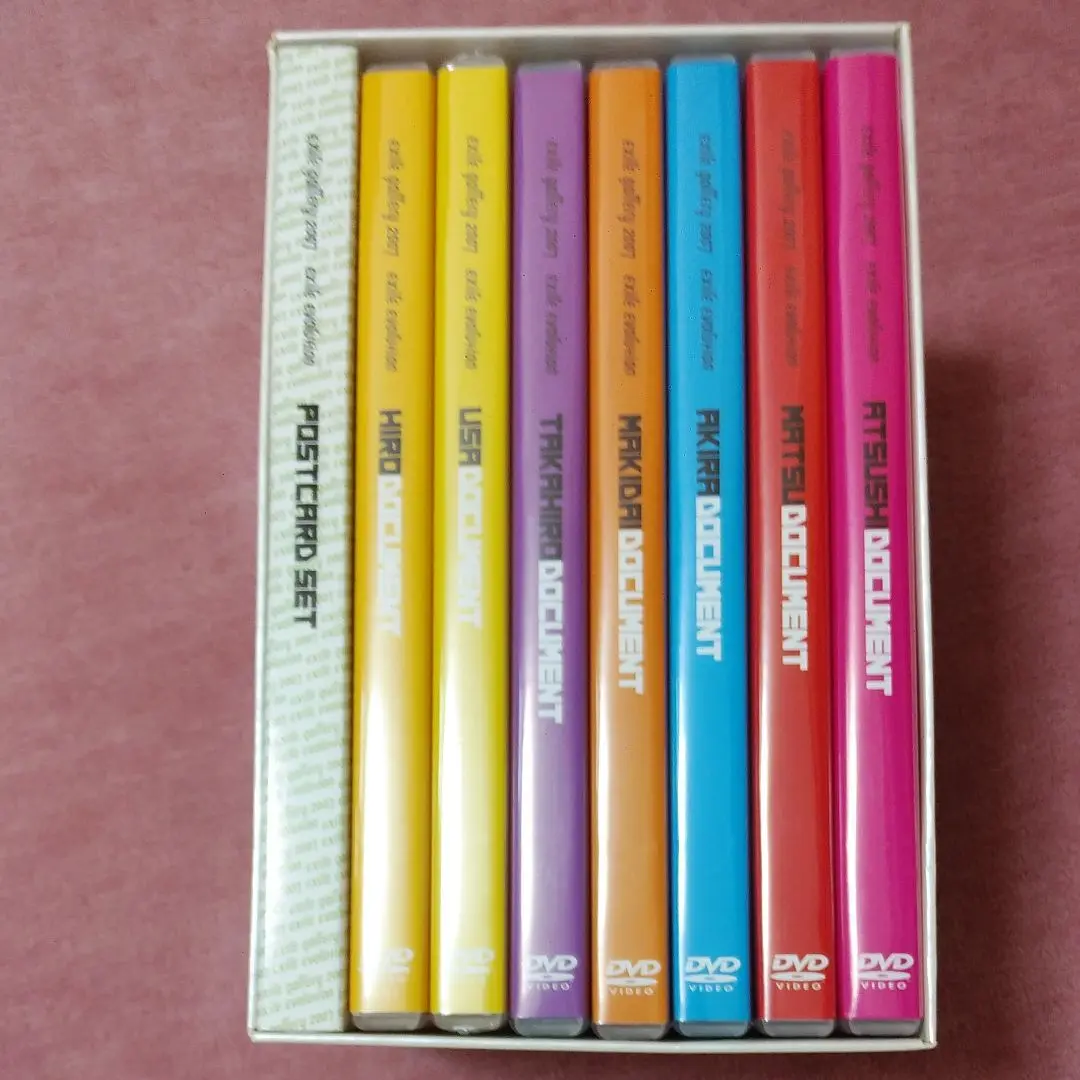 exile gallery 2007 exile evolution POSTCARD SET
exile gallery 2007 exile evolution HIRO DOCUMENT DVD
exile gallery 2007 exile evolution USA DOCUMENT DVD
exile gallery 2007 exile evolution TAKAHIRO DOCUMENT DVD VIDEO
exile gallery 2007 exile evolution MAKIDAI DOCUMENT DVD VIDEO
exile gallery 2007 exile evolution AKIRA DOCUMENT DVD VIDEO
exile gallery 2007 exile evolution MATSU DOCUMENT DVD VIDEO
exile gallery 2007 exile evolution ATSUSHI DOCUMENT DVD VIDEO